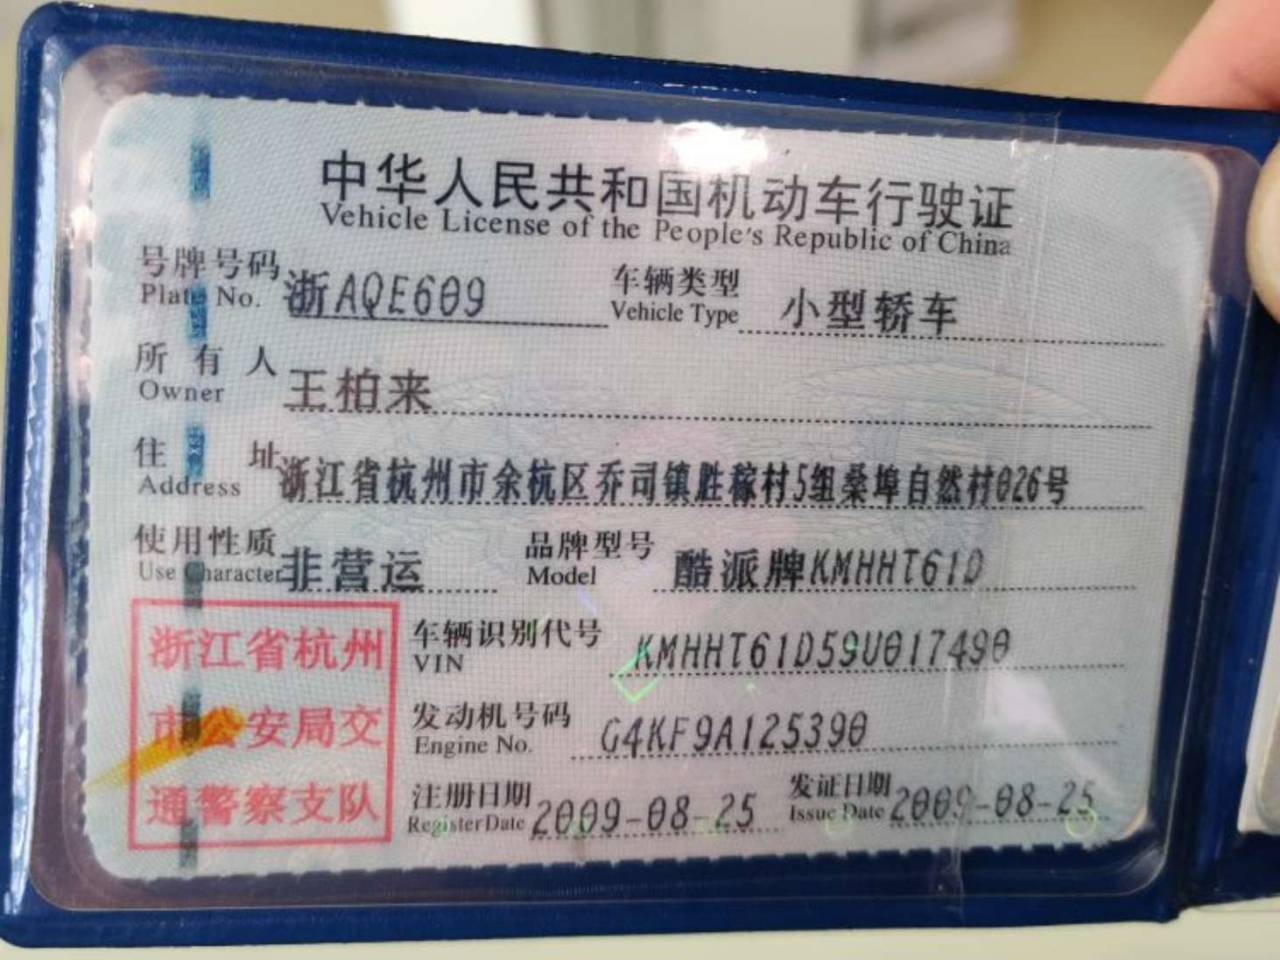 中华人民共和国机动车行驶证
Vehicle License of the People's Republic of China
号牌号码 浙AQE609 车辆类型 小型轿车
Plate No. Vehicle Type
所有人 王柏来
Owner
住址 浙江省杭州市余杭区乔司镇胜稼村5组桑埠自然村026号
Address
使用性质 非营运 品牌型号 酷派牌KMHHT61D
Use Character Model
浙江省杭州
市公安局交
通警察支队
车辆识别代号 KMHHT61D59U017490
VIN
发动机号码 G4KF9A125390
Engine No.
注册日期 2009-08-25 发证日期 2009-08-25
Register Date Issue Date